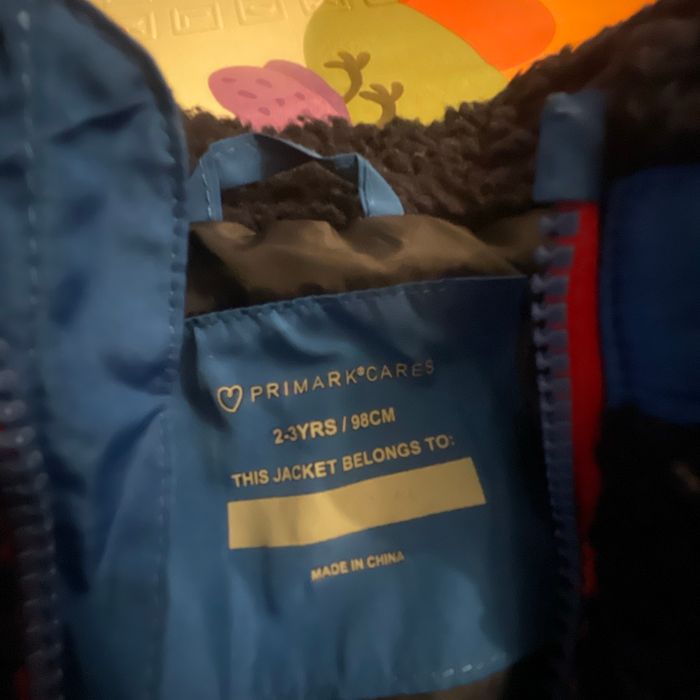 PRIMARK®CARES
2-3YRS / 98CM
THIS JACKET BELONGS TO:
MADE IN CHINA